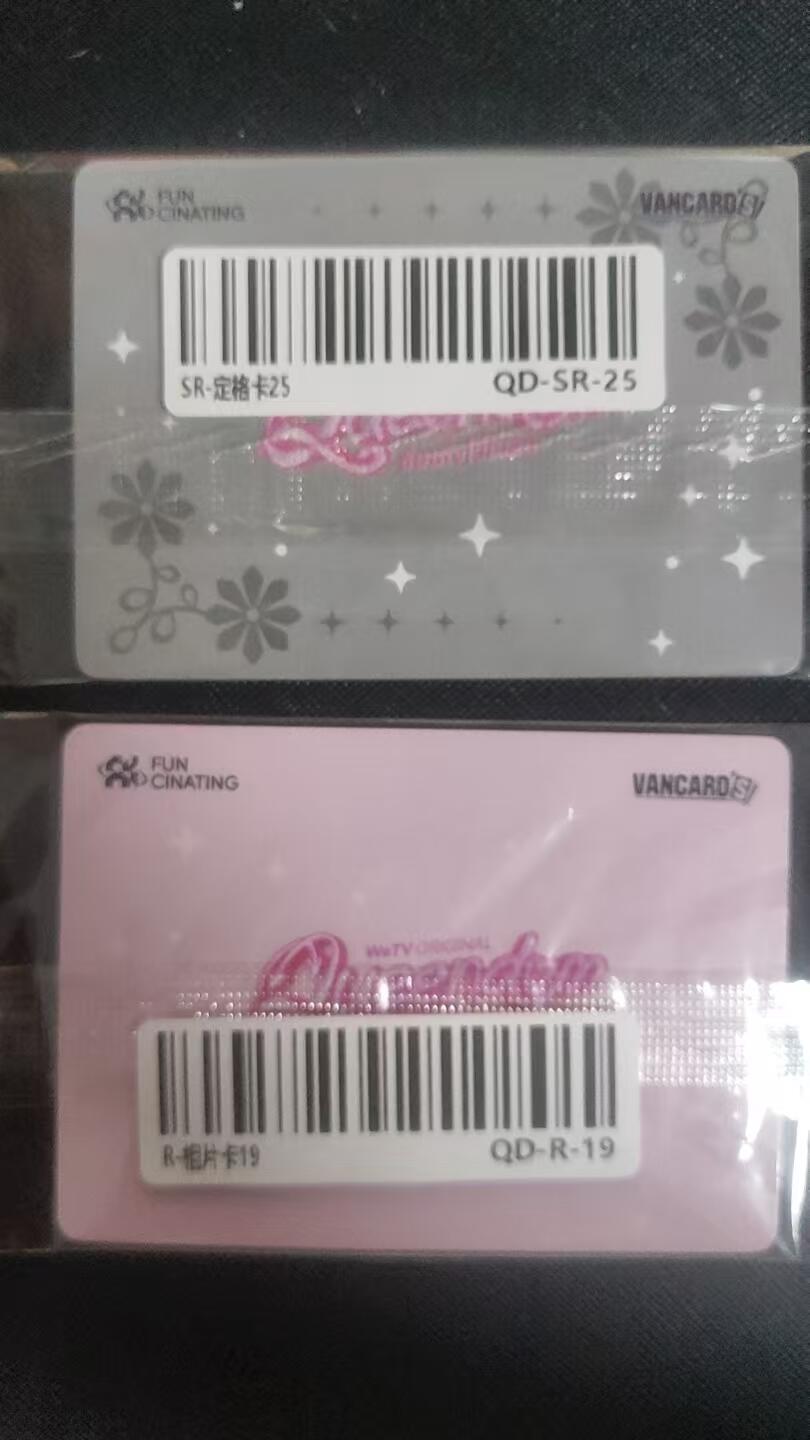 FUN
CINATING
VANCARD'S
SR-定格卡25
QD-SR-25
FUN
CINATING
VANCARD'S
WeTV ORIGINAL
Queendom
R-相片卡19
QD-R-19